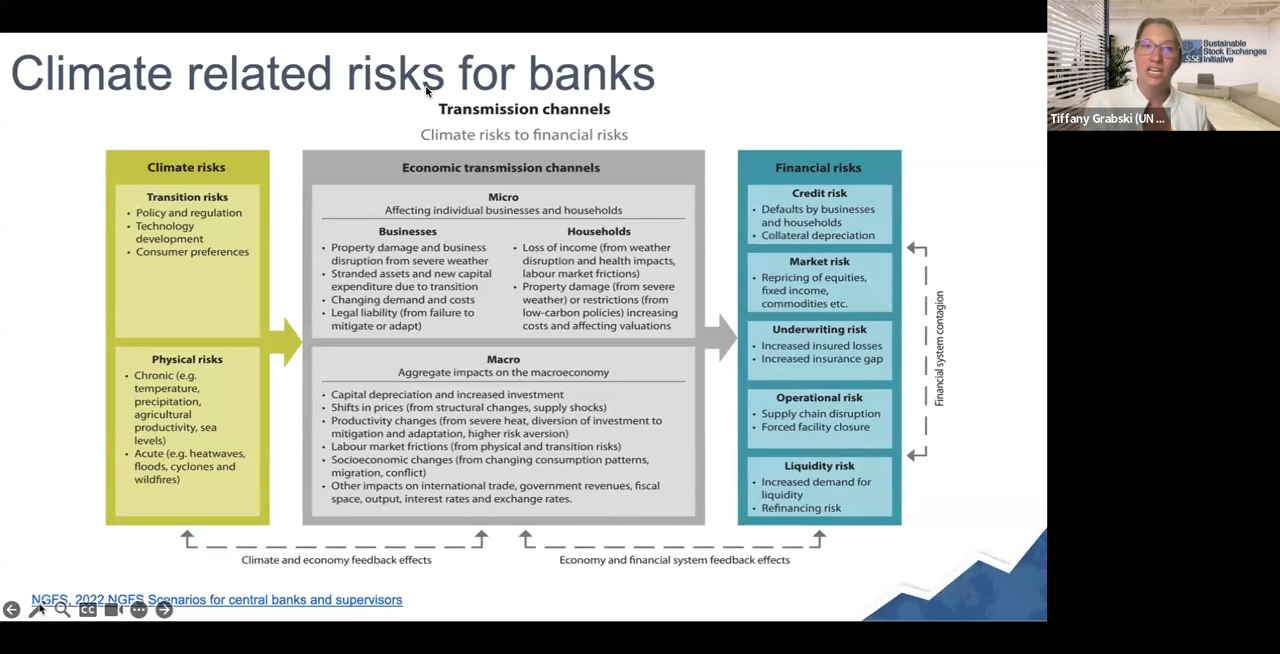 Climate related risks for banks
Transmission channels
Climate risks to financial risks
Climate risks
Transition risks
• Policy and regulation
• Technology
development
• Consumer preferences
Physical risks
• Chronic (e.g.
temperature,
precipitation,
agricultural
productivity, sea
levels)
• Acute (e.g. heatwaves,
floods, cyclones and
wildfires)
Economic transmission channels
Micro
Affecting individual businesses and households
Businesses
• Property damage and business
disruption from severe weather
• Stranded assets and new capital
expenditure due to transition
• Changing demand and costs
• Legal liability (from failure to
mitigate or adapt)
Households
• Loss of income (from weather
disruption and health impacts,
labour market frictions)
• Property damage (from severe
weather) or restrictions (from
low-carbon policies) increasing
costs and affecting valuations
Macro
Aggregate impacts on the macroeconomy
• Capital depreciation and increased investment
• Shifts in prices (from structural changes, supply shocks)
• Productivity changes (from severe heat, diversion of investment to
mitigation and adaptation, higher risk aversion)
• Labour market frictions (from physical and transition risks)
• Socioeconomic changes (from changing consumption patterns,
migration, conflict)
• Other impacts on international trade, government revenues, fiscal
space, output, interest rates and exchange rates.
Financial risks
Credit risk
• Defaults by businesses
and households
• Collateral depreciation
Market risk
• Repricing of equities,
fixed income,
commodities etc.
Underwriting risk
• Increased insured losses
• Increased insurance gap
Operational risk
• Supply chain disruption
• Forced facility closure
Liquidity risk
• Increased demand for
liquidity
• Refinancing risk
Financial system contagion
Climate and economy feedback effects
Economy and financial system feedback effects
NGFS, 2022 NGFS Scenarios for central banks and supervisors
CC
Sustainable
Stock Exchanges
Initiative
SSE
Tiffany Grabski (UN ...